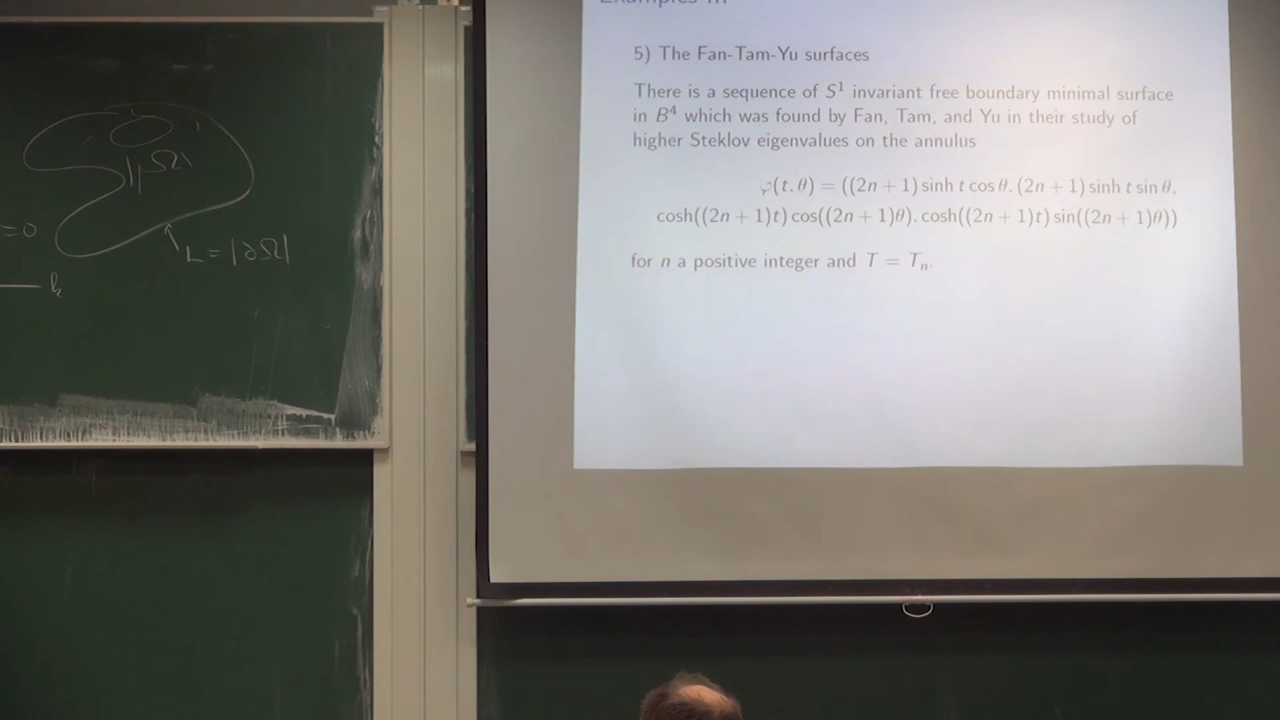 |Ω|
=0
L = |∂Ω|
k
Examples III
5) The Fan-Tam-Yu surfaces
There is a sequence of S¹ invariant free boundary minimal surface
in B⁴ which was found by Fan, Tam, and Yu in their study of
higher Steklov eigenvalues on the annulus
φ(t, θ) = ((2n + 1) sinh t cos θ, (2n + 1) sinh t sin θ,
cosh((2n + 1)t) cos((2n + 1)θ), cosh((2n + 1)t) sin((2n + 1)θ))
for n a positive integer and T = Tₙ.